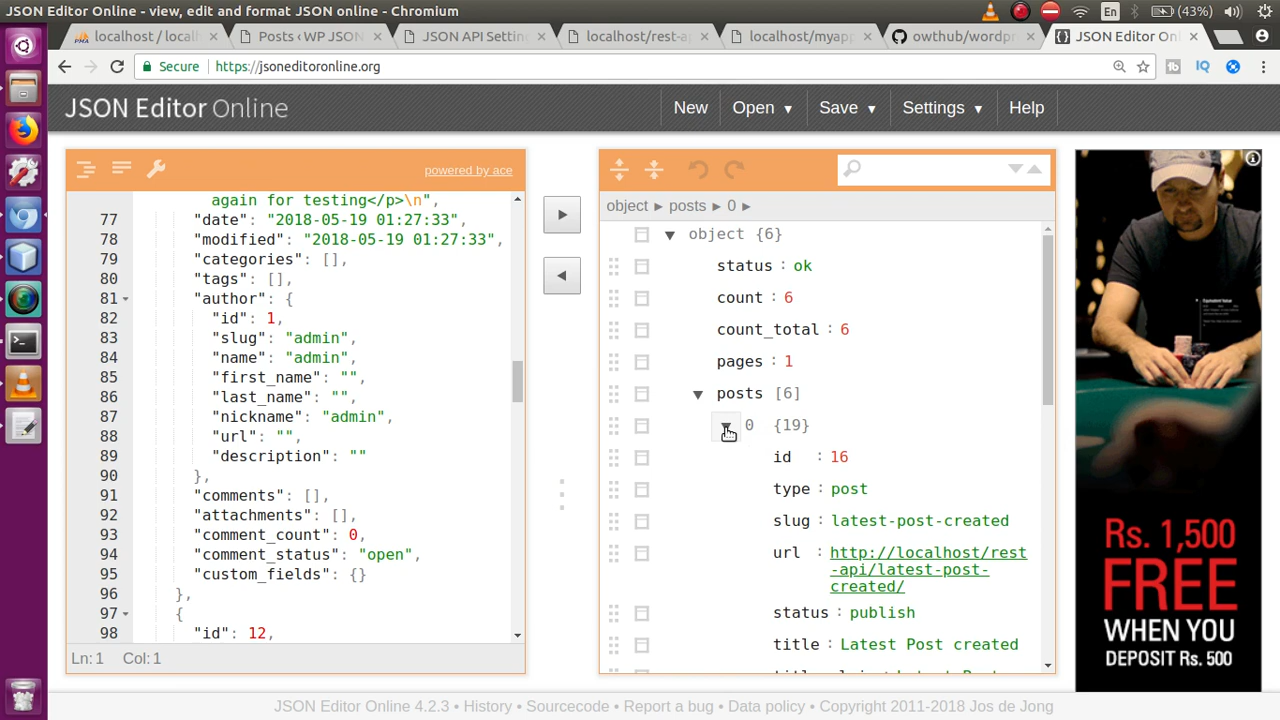 JSON Editor Online - view, edit and format JSON online - Chromium
En
(43%)
localhost / local
Posts ‹ WP JSON
JSON API Settin
localhost/rest-a
localhost/myapp
owthub/wordpr
JSON Editor Onl
Secure
https://jsoneditoronline.org
IQ
JSON Editor Online
New
Open ▼
Save ▼
Settings ▼
Help
powered by ace
again for testing</p>\n",
77 "date": "2018-05-19 01:27:33",
78 "modified": "2018-05-19 01:27:33",
79 "categories": [],
80 "tags": [],
81 "author": {
82 "id": 1,
83 "slug": "admin",
84 "name": "admin",
85 "first_name": "",
86 "last_name": "",
87 "nickname": "admin",
88 "url": "",
89 "description": ""
90 },
91 "comments": [],
92 "attachments": [],
93 "comment_count": 0,
94 "comment_status": "open",
95 "custom_fields": {}
96 },
97 {
98 "id": 12,
Ln: 1 Col: 1
object ► posts ► 0 ►
object {6}
status : ok
count : 6
count_total : 6
pages : 1
posts [6]
0 {19}
id : 16
type : post
slug : latest-post-created
url : http://localhost/rest
-api/latest-post-
created/
status : publish
title : Latest Post created
Rs. 1,500
FREE
WHEN YOU
DEPOSIT Rs. 500
JSON Editor Online 4.2.3 • History • Sourcecode • Report a bug • Data policy • Copyright 2011-2018 Jos de Jong